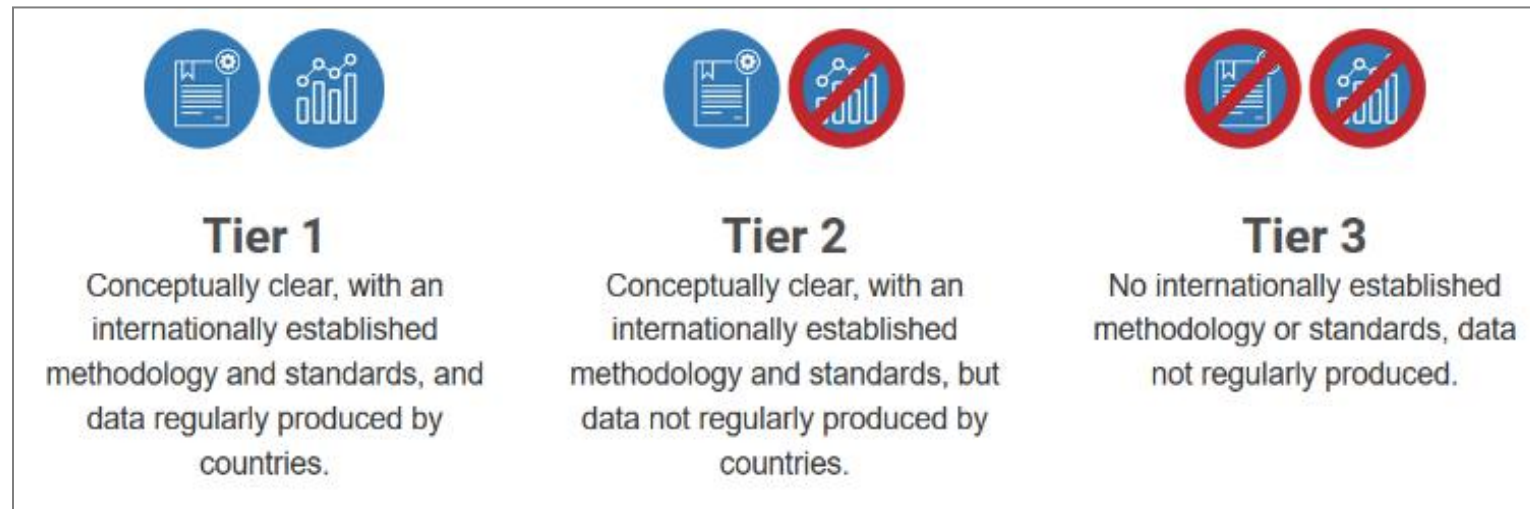 Tier 1
Conceptually clear, with an
internationally established
methodology and standards, and
data regularly produced by
countries.
Tier 2
Conceptually clear, with an
internationally established
methodology and standards, but
data not regularly produced by
countries.
Tier 3
No internationally established
methodology or standards, data
not regularly produced.